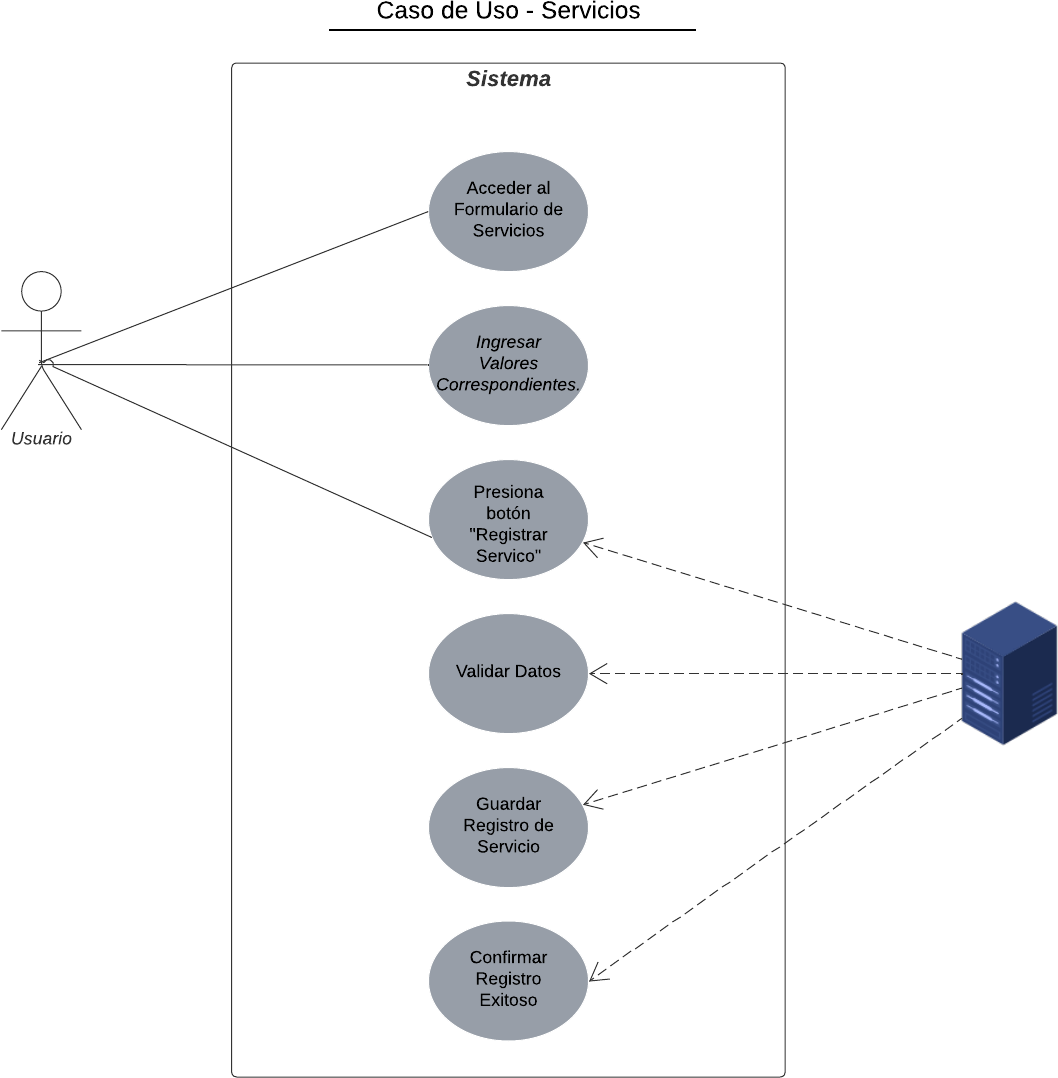 Caso de Uso - Servicios
Sistema
Acceder al
Formulario de
Servicios
Ingresar
Valores
Correspondientes.
Usuario
Presiona
botón
"Registrar
Servico"
Validar Datos
Guardar
Registro de
Servicio
Confirmar
Registro
Exitoso